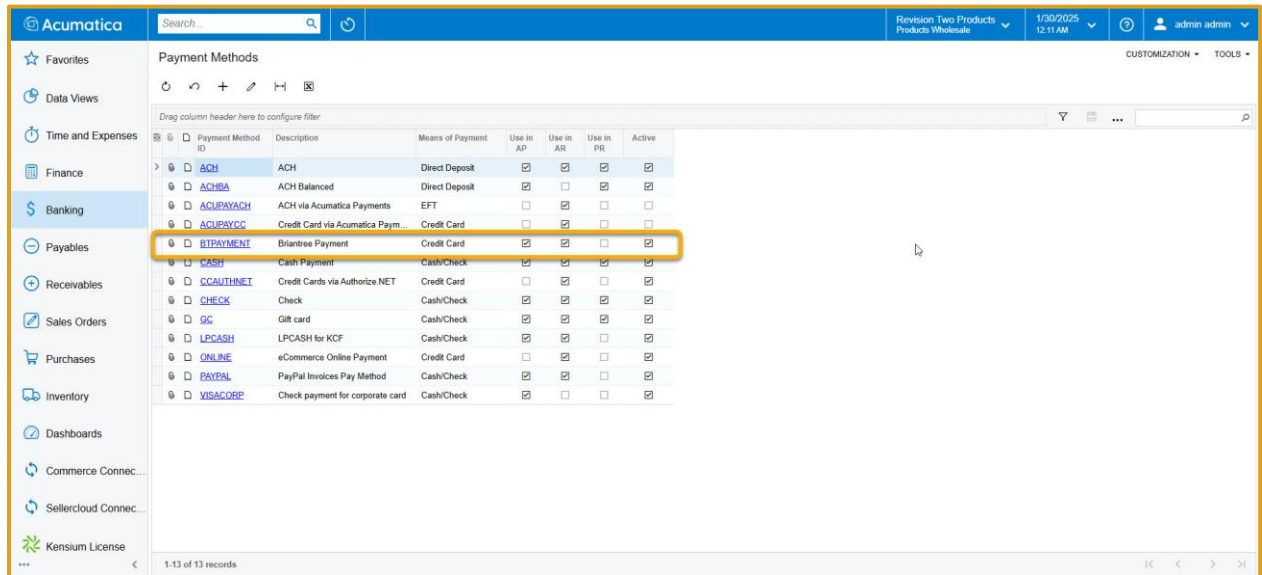 Acumatica
Search...
Revision Two Products
Products Wholesale
1/30/2025
12:11 AM
admin admin
Favorites
Data Views
Time and Expenses
Finance
Banking
Payables
Receivables
Sales Orders
Purchases
Inventory
Dashboards
Commerce Connec...
Sellercloud Connec...
Kensium License
Payment Methods
CUSTOMIZATION
TOOLS
Drag column header here to configure filter
Payment Method ID Description Means of Payment Use in AP Use in AR Use in PR Active
ACH ACH Direct Deposit
ACHBA ACH Balanced Direct Deposit
ACUPAYACH ACH via Acumatica Payments EFT
ACUPAYCC Credit Card via Acumatica Paym... Credit Card
BTPAYMENT Briantree Payment Credit Card
CASH Cash Payment Cash/Check
CCAUTHNET Credit Cards via Authorize.NET Credit Card
CHECK Check Cash/Check
GC Gift card Cash/Check
LPCASH LPCASH for KCF Cash/Check
ONLINE eCommerce Online Payment Credit Card
PAYPAL PayPal Invoices Pay Method Cash/Check
VISACORP Check payment for corporate card Cash/Check
1-13 of 13 records